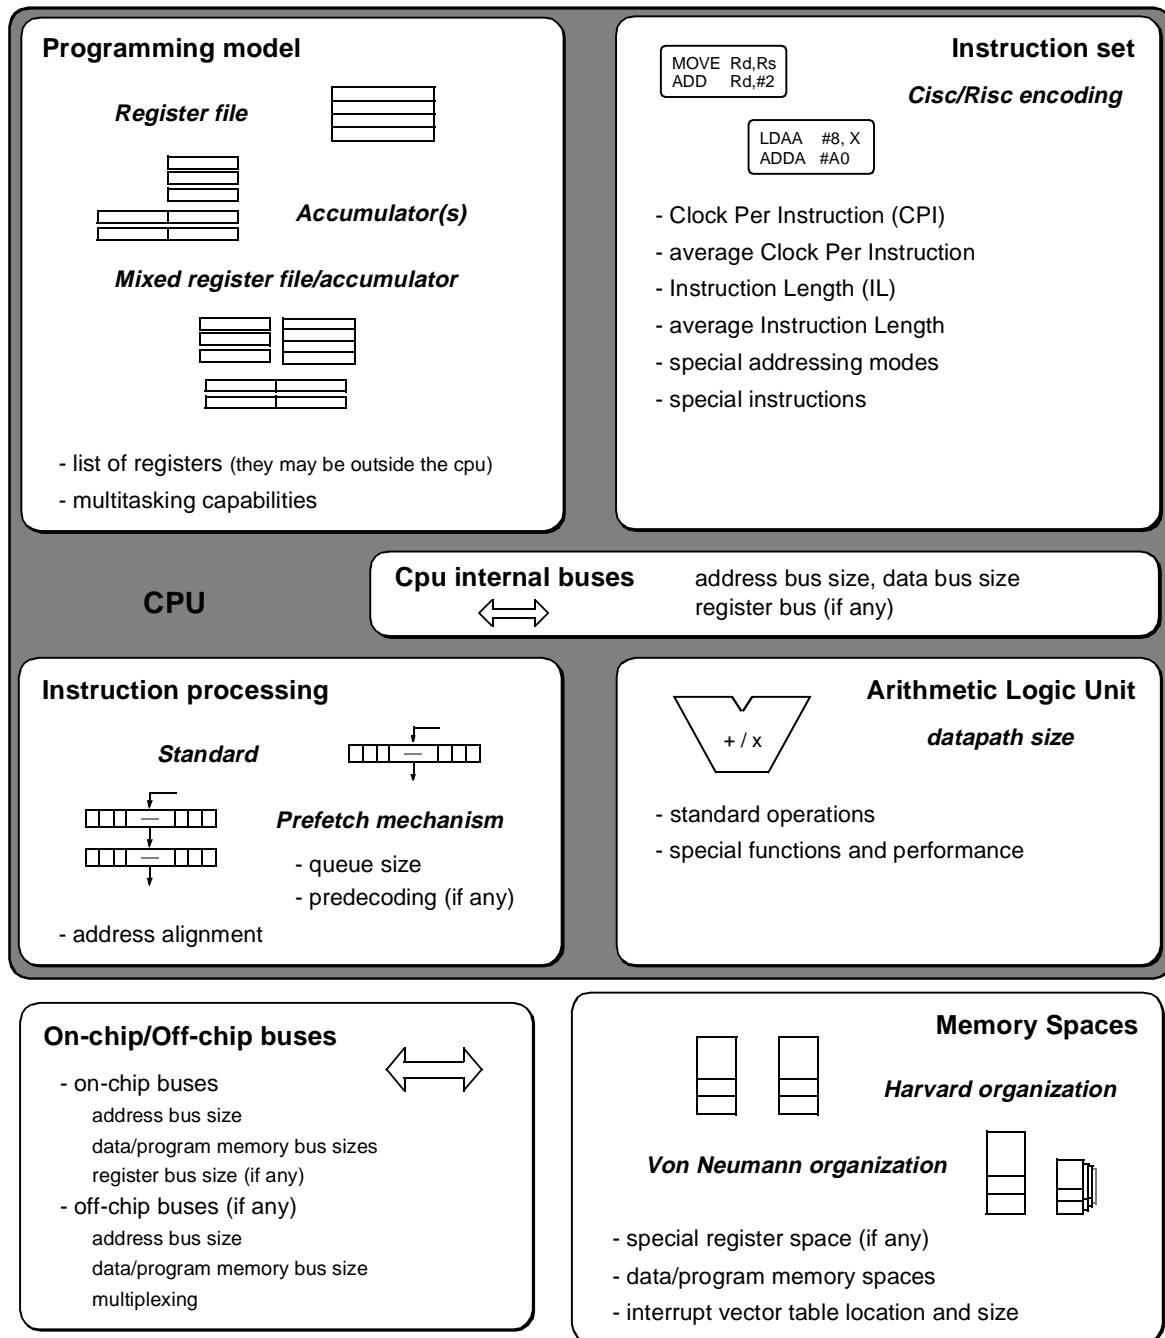 Programming model
Register file
Accumulator(s)
Mixed register file/accumulator
- list of registers (they may be outside the cpu)
- multitasking capabilities
Instruction set
MOVE Rd,Rs
ADD Rd,#2
Cisc/Risc encoding
LDAA #8, X
ADDA #A0
- Clock Per Instruction (CPI)
- average Clock Per Instruction
- Instruction Length (IL)
- average Instruction Length
- special addressing modes
- special instructions
CPU
Cpu internal buses
address bus size, data bus size
register bus (if any)
Instruction processing
Standard
Prefetch mechanism
- queue size
- predecoding (if any)
- address alignment
Arithmetic Logic Unit
+ / x
datapath size
- standard operations
- special functions and performance
On-chip/Off-chip buses
- on-chip buses
address bus size
data/program memory bus sizes
register bus size (if any)
- off-chip buses (if any)
address bus size
data/program memory bus size
multiplexing
Memory Spaces
Harvard organization
Von Neumann organization
- special register space (if any)
- data/program memory spaces
- interrupt vector table location and size